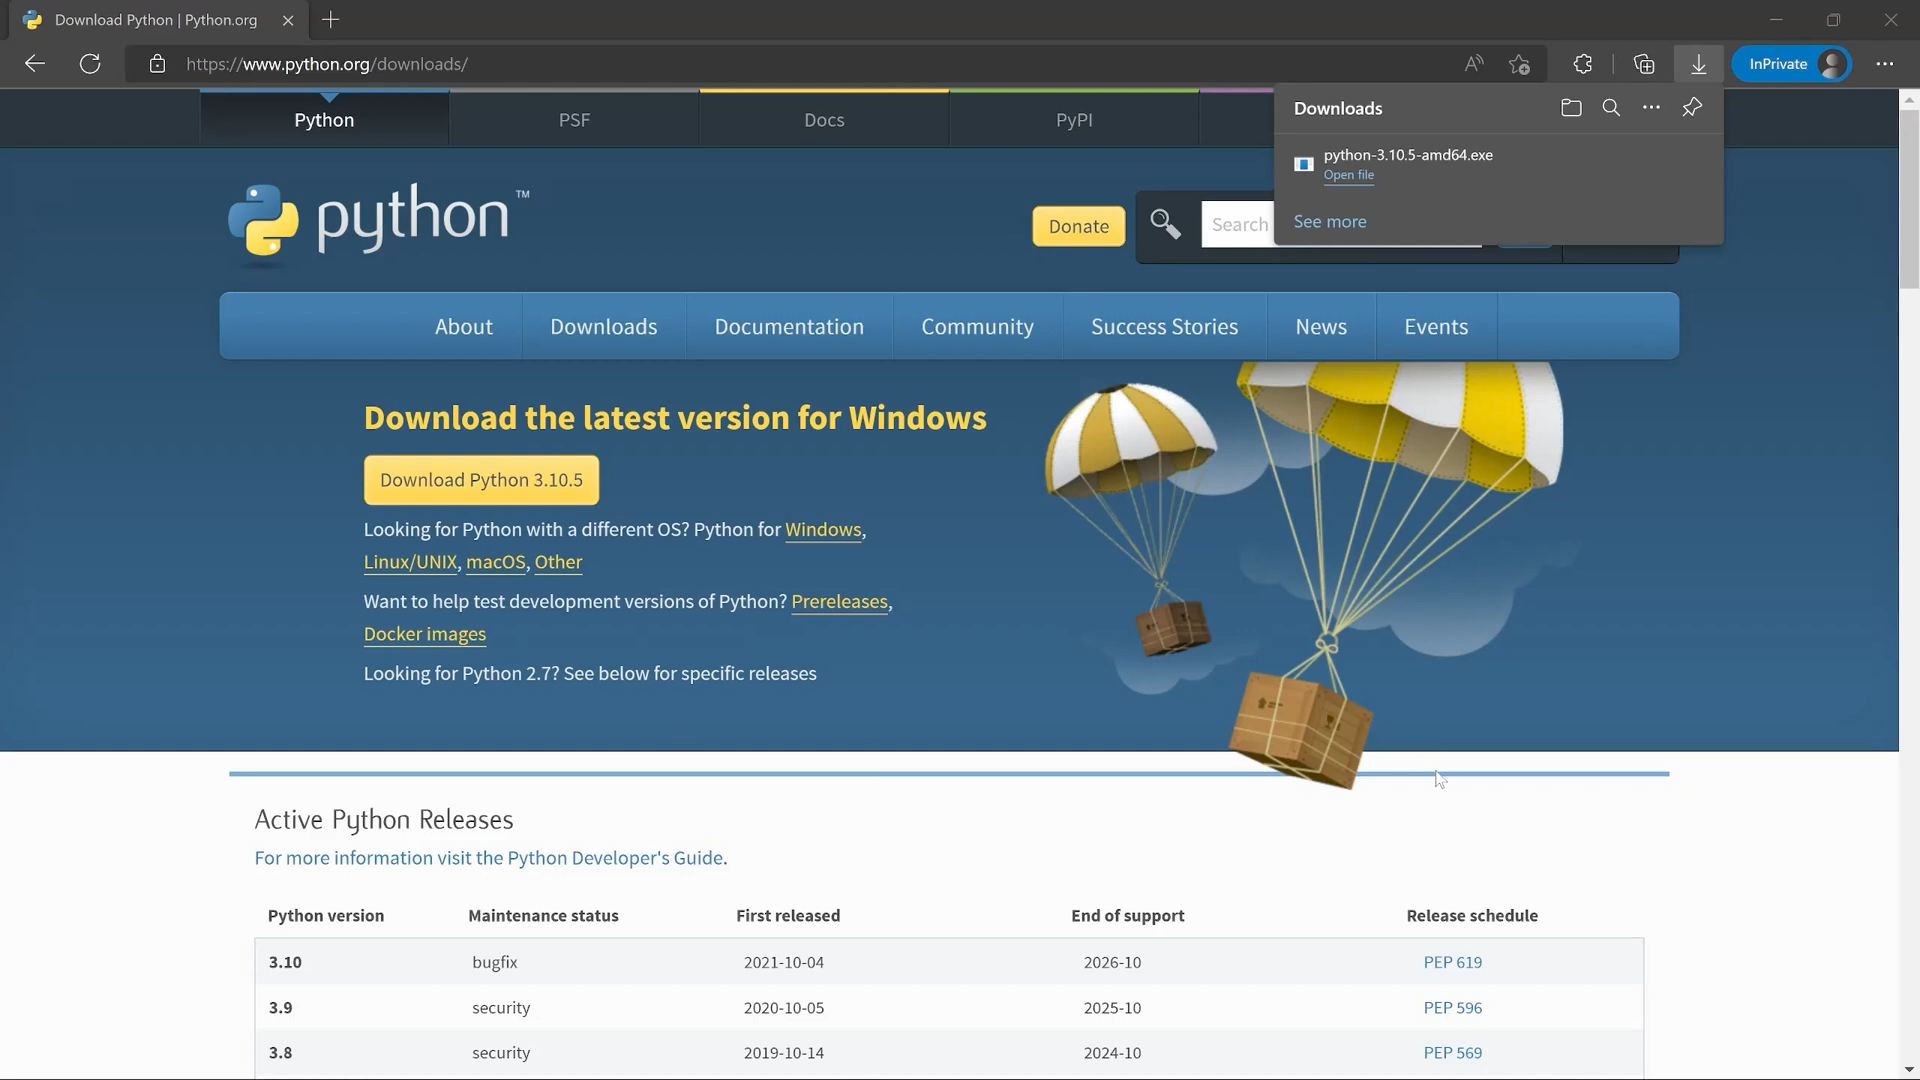 Download Python | Python.org
https://www.python.org/downloads/
InPrivate
Python
PSF
Docs
PyPI
Downloads
python-3.10.5-amd64.exe
Open file
See more
python™
Donate
Search
About
Downloads
Documentation
Community
Success Stories
News
Events
Download the latest version for Windows
Download Python 3.10.5
Looking for Python with a different OS? Python for Windows,
Linux/UNIX, macOS, Other
Want to help test development versions of Python? Prereleases,
Docker images
Looking for Python 2.7? See below for specific releases
Active Python Releases
For more information visit the Python Developer's Guide.
Python version Maintenance status First released End of support Release schedule
3.10 bugfix 2021-10-04 2026-10 PEP 619
3.9 security 2020-10-05 2025-10 PEP 596
3.8 security 2019-10-14 2024-10 PEP 569